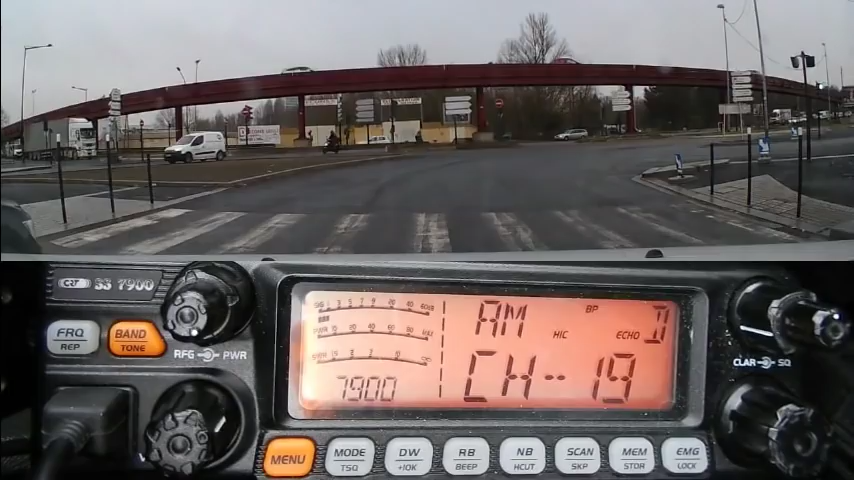 CRT SS 7900
FRQ
REP
BAND
TONE
RFG PWR
AM
BP
D
HIC
ECHO
CH-- 19
7900
CLAR SQ
MENU
MODE
TSQ
DW
+10K
RB
BEEP
NB
HCUT
SCAN
SKP
MEM
STOR
EMG
LOCK